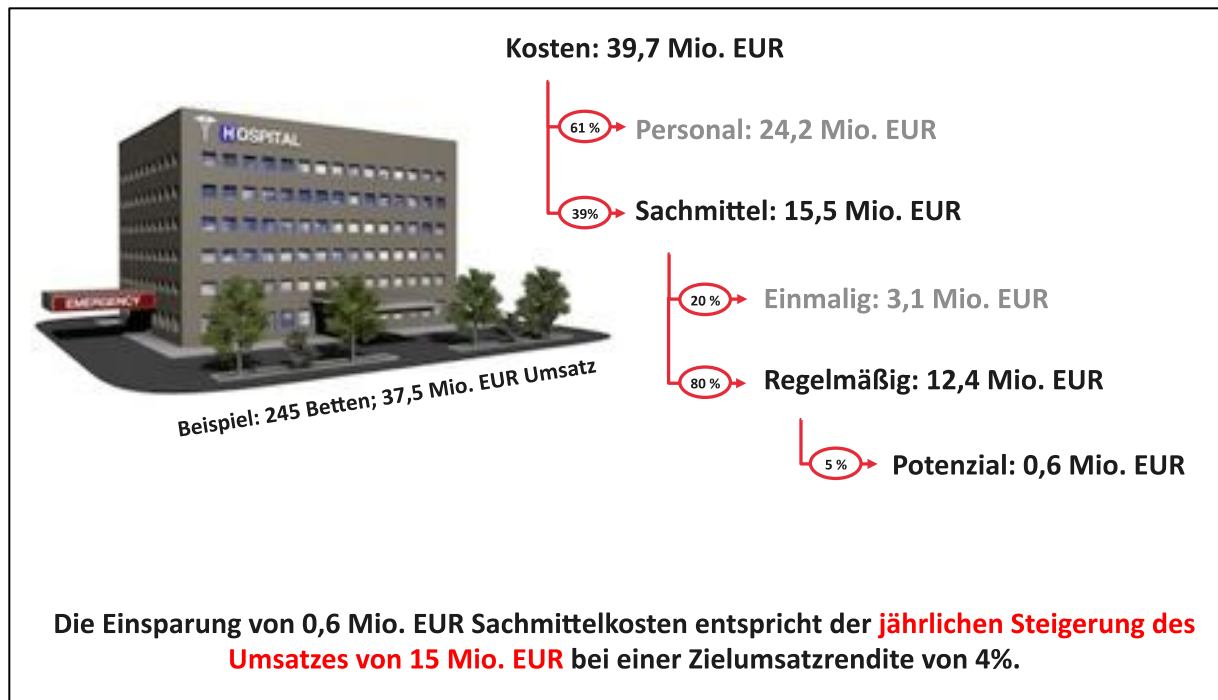 Kosten: 39,7 Mio. EUR
61 %
Personal: 24,2 Mio. EUR
39%
Sachmittel: 15,5 Mio. EUR
HOSPITAL
EMERGENCY
20 %
Einmalig: 3,1 Mio. EUR
80 %
Regelmäßig: 12,4 Mio. EUR
Beispiel: 245 Betten; 37,5 Mio. EUR Umsatz
5 %
Potenzial: 0,6 Mio. EUR
Die Einsparung von 0,6 Mio. EUR Sachmittelkosten entspricht der jährlichen Steigerung des
Umsatzes von 15 Mio. EUR bei einer Zielumsatzrendite von 4%.